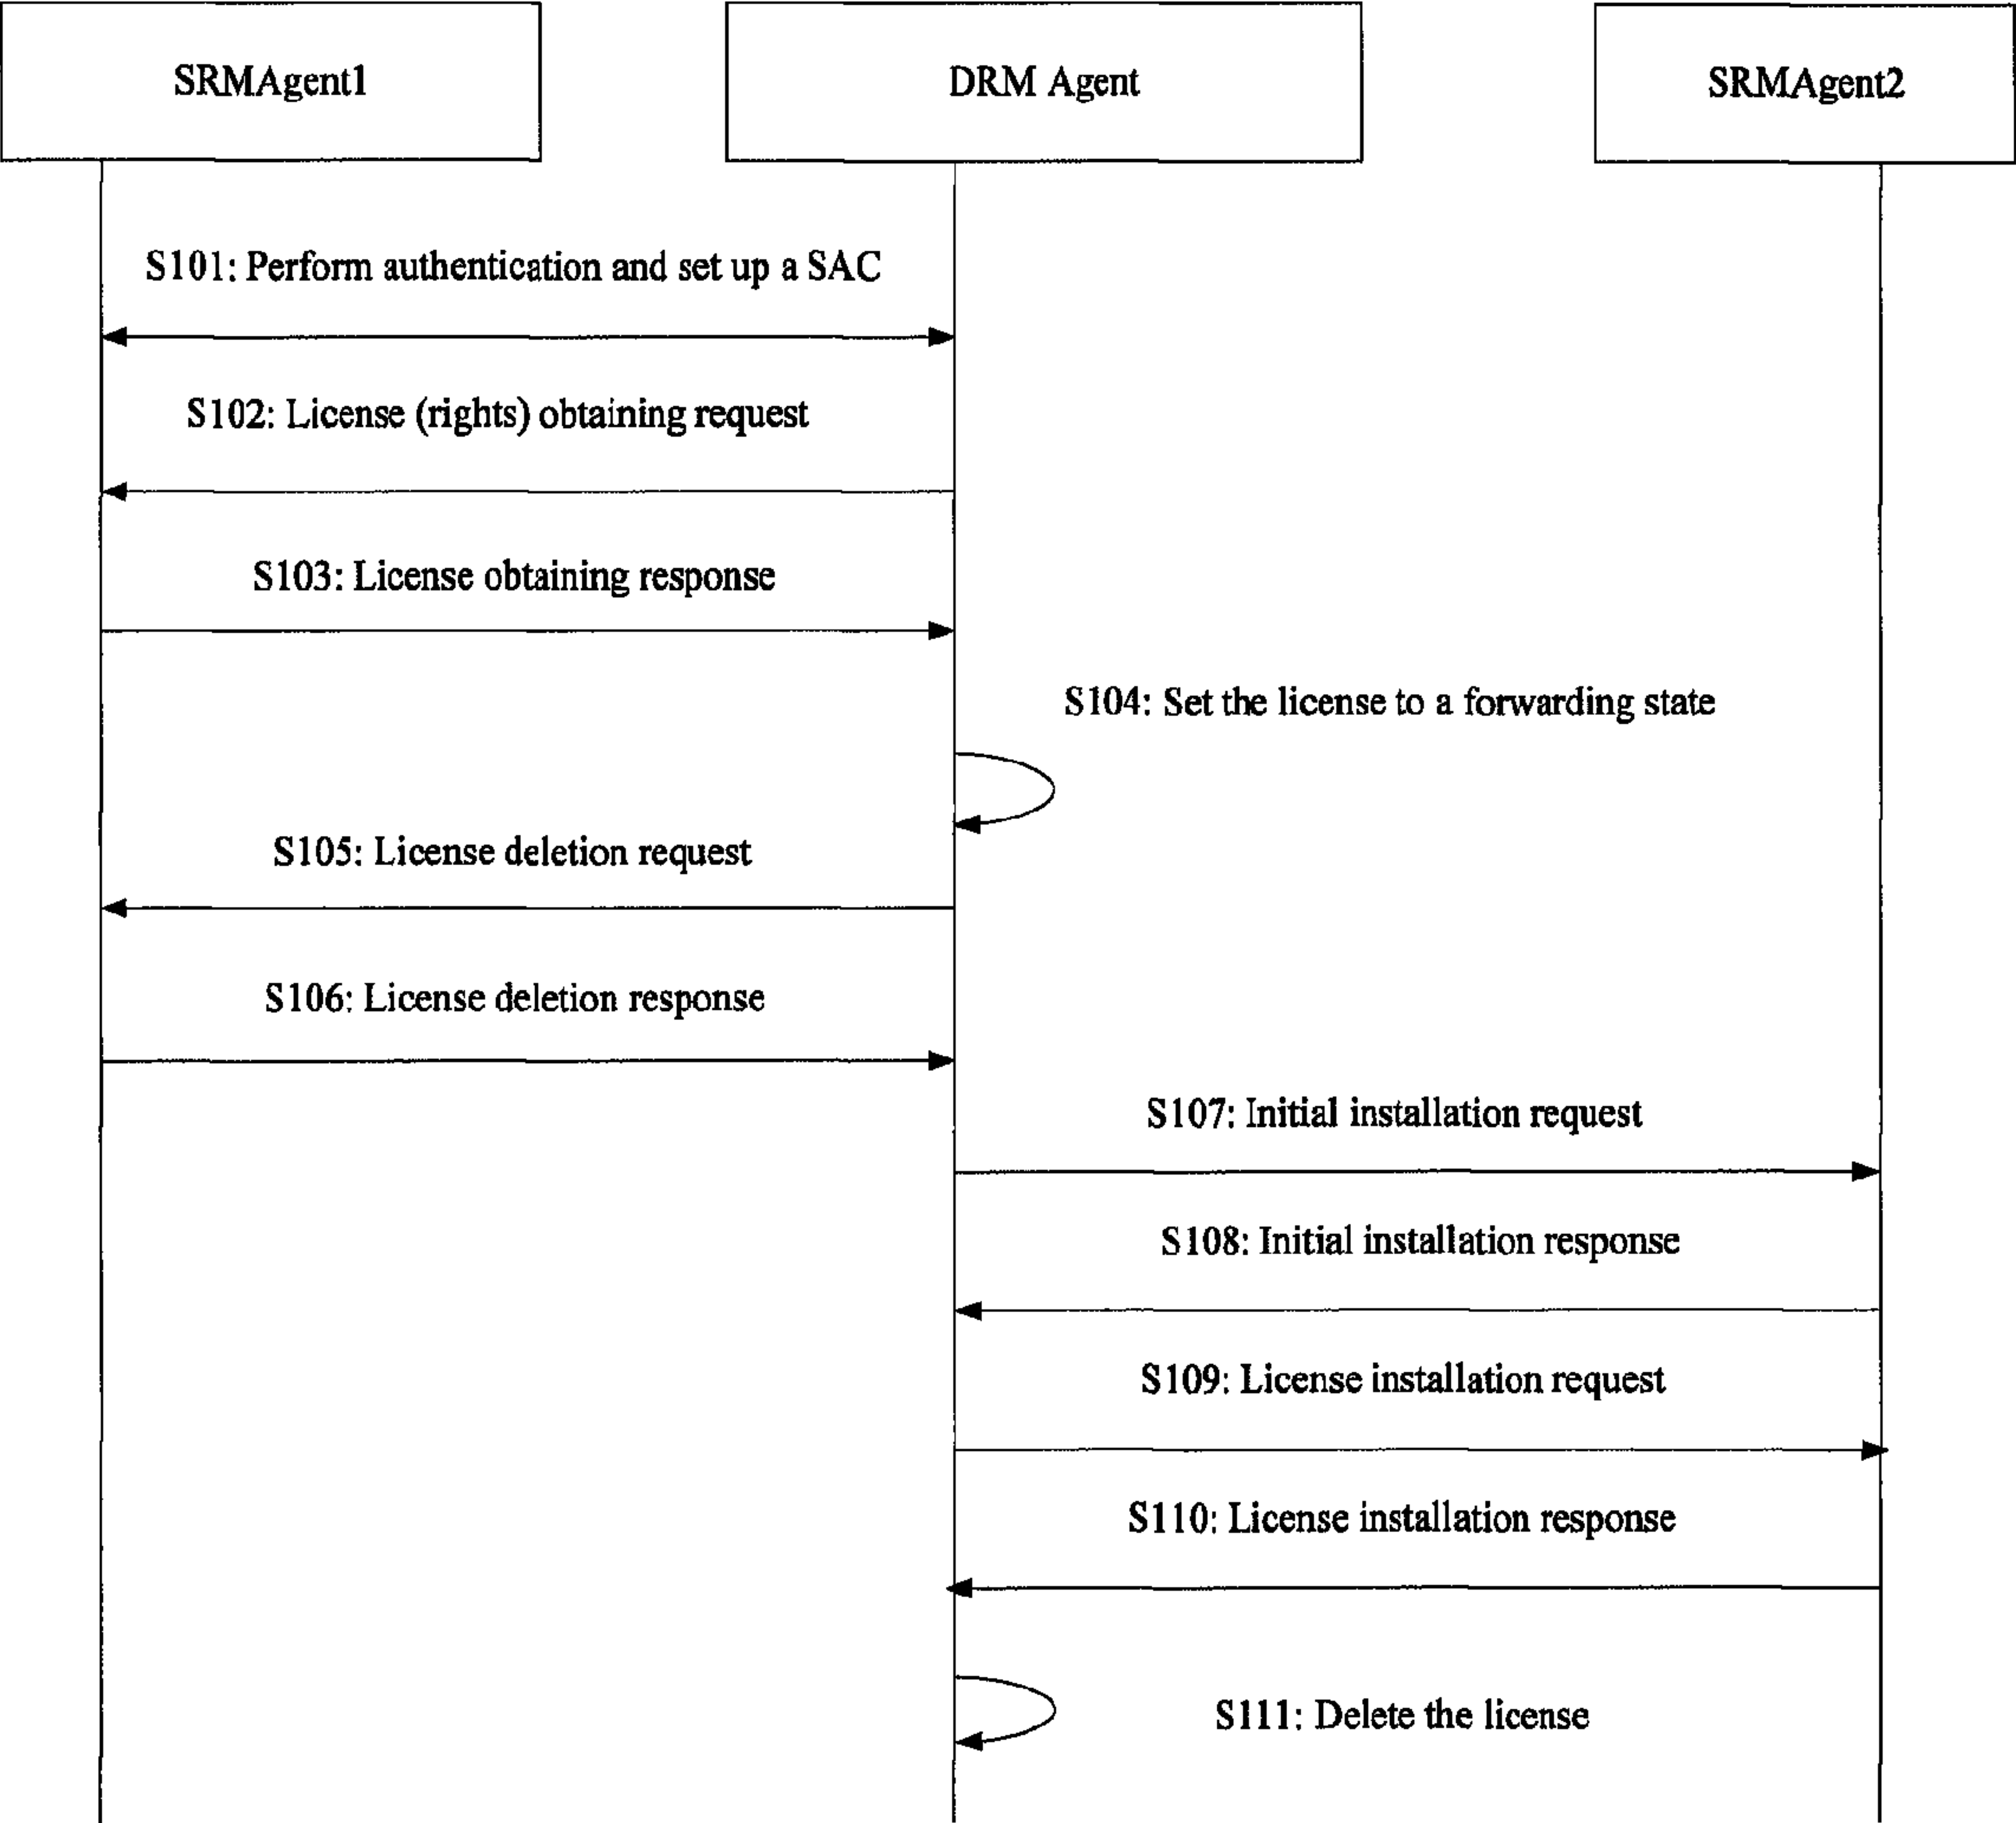 SRMAgent1
DRM Agent
SRMAgent2
S101: Perform authentication and set up a SAC
S102: License (rights) obtaining request
S103: License obtaining response
S104: Set the license to a forwarding state
S105: License deletion request
S106: License deletion response
S107: Initial installation request
S108: Initial installation response
S109: License installation request
S110: License installation response
S111: Delete the license